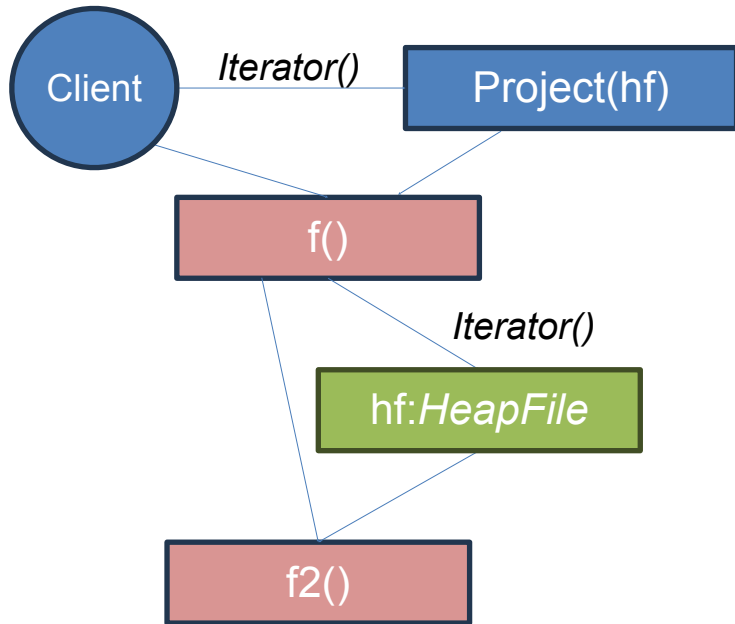 Client
Iterator()
Project(hf)
f()
Iterator()
hf:HeapFile
f2()